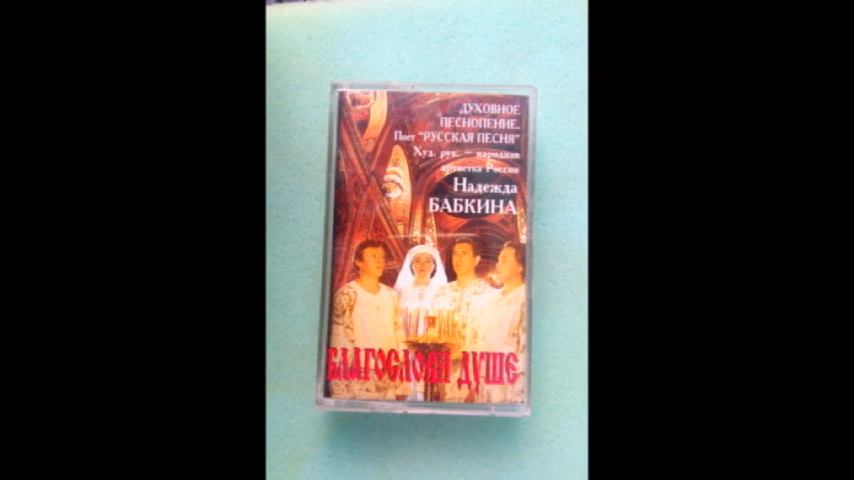 ДУХОВНОЕ
ПЕСНОПЕНИЕ.
Поет "РУССКАЯ ПЕСНЯ"
Худ. рук. – народная
артистка России
Надежда
БАБКИНА
БЛАГОСЛОВИ ДУШЕ